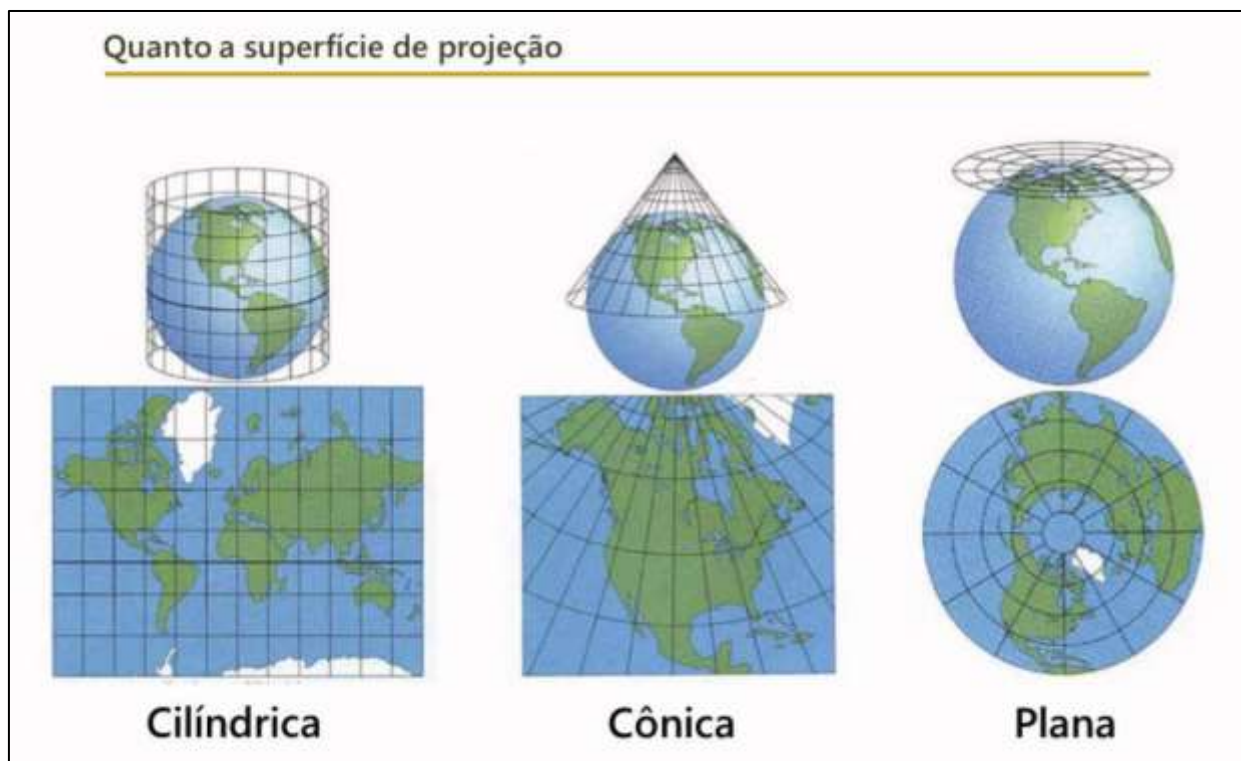 Quanto a superfície de projeção
Cilíndrica
Cônica
Plana